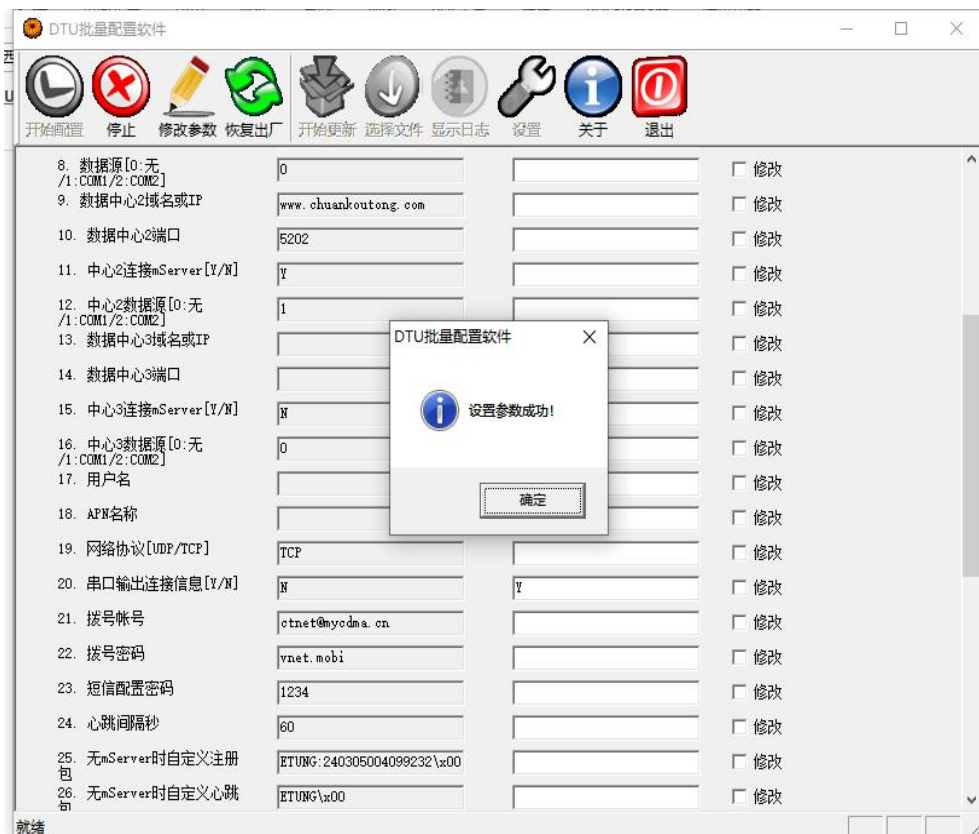 DTU批量配置软件
开始配置 停止 修改参数 恢复出厂 开始更新 选择文件 显示日志 设置 关于 退出
8. 数据源[0:无
/1:COM1/2:COM2]
0
修改
9. 数据中心2域名或IP
www.chuankoutong.com
修改
10. 数据中心2端口
5202
修改
11. 中心2连接mServer[Y/N]
Y
修改
12. 中心2数据源[0:无
/1:COM1/2:COM2]
1
修改
13. 数据中心3域名或IP
修改
14. 数据中心3端口
修改
15. 中心3连接mServer[Y/N]
N
修改
16. 中心3数据源[0:无
/1:COM1/2:COM2]
0
修改
17. 用户名
修改
18. APN名称
修改
DTU批量配置软件
设置参数成功!
确定
19. 网络协议[UDP/TCP]
TCP
修改
20. 串口输出连接信息[Y/N]
N
Y
修改
21. 拨号帐号
ctnet@mycdma.cn
修改
22. 拨号密码
vnet.mobi
修改
23. 短信配置密码
1234
修改
24. 心跳间隔秒
60
修改
25. 无mServer时自定义注册
包
ETUNG:240305004099232\x00
修改
26. 无mServer时自定义心跳
ETUNG\x00
修改
就绪